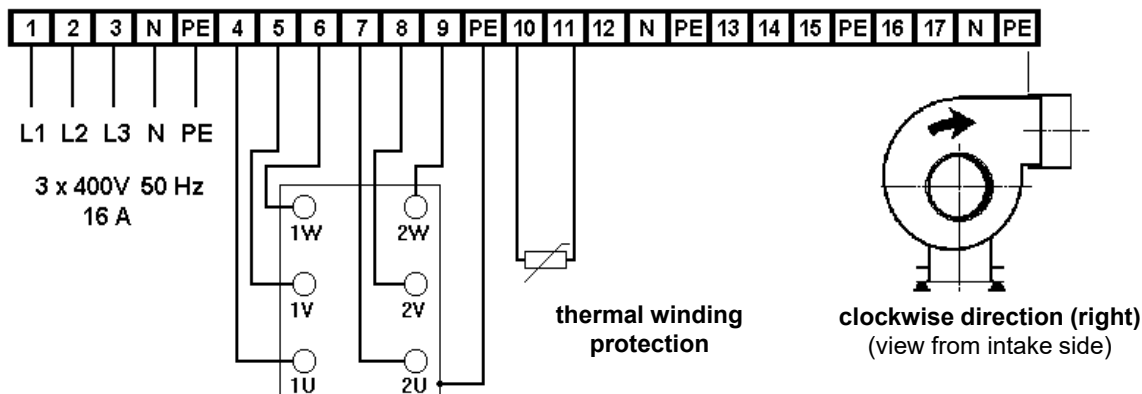 1 2 3 N PE 4 5 6 7 8 9 PE 10 11 12 N PE 13 14 15 PE 16 17 N PE
L1 L2 L3 N PE
3 x 400V 50 Hz
16 A
1W 2W
1V 2V
1U 2U
thermal winding
protection
clockwise direction (right)
(view from intake side)